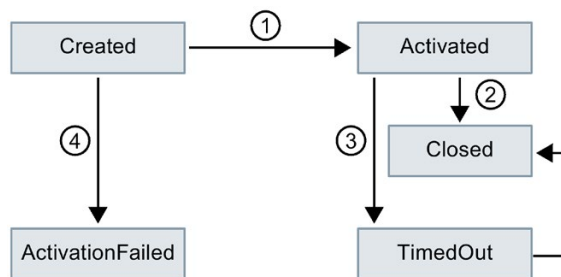 1
Created
Activated
2
4
3
Closed
ActivationFailed
TimedOut